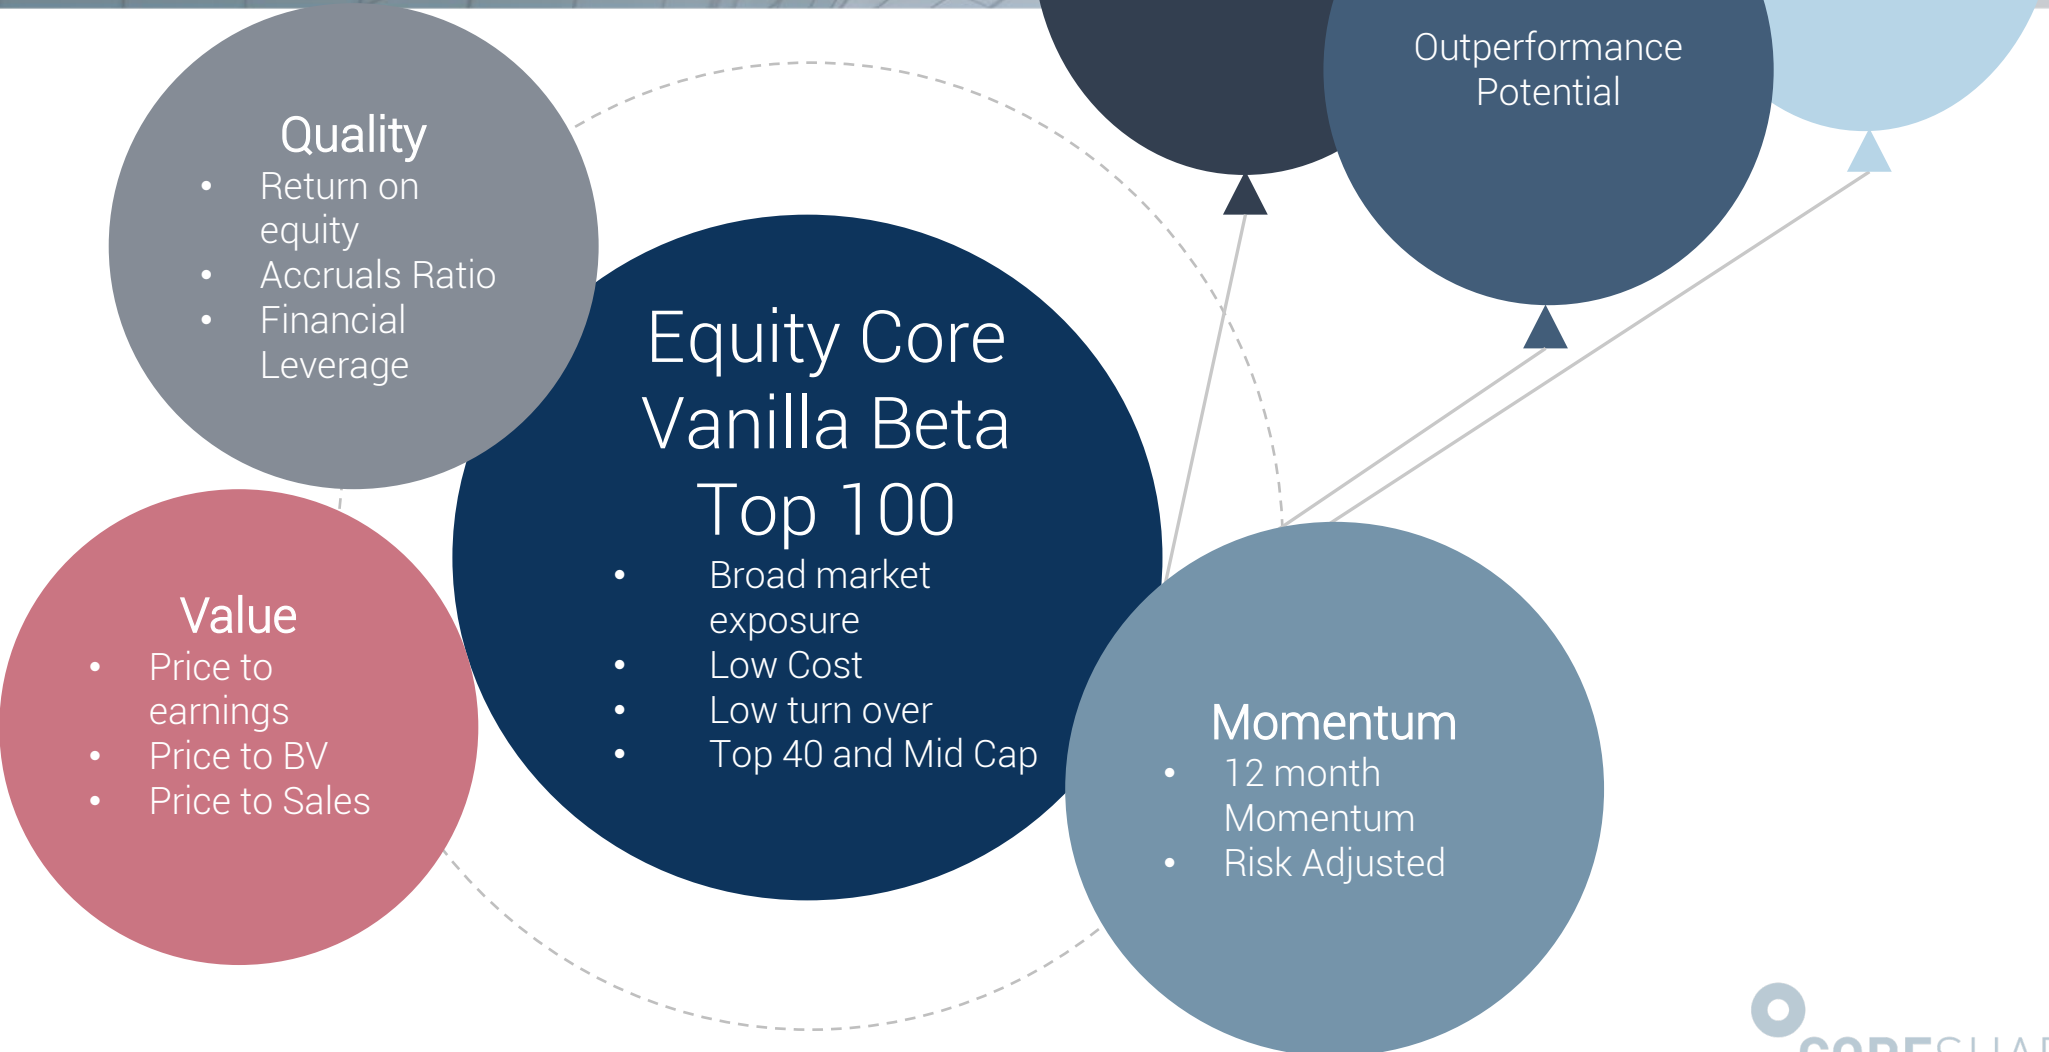 Outperformance
Potential
Quality
• Return on
equity
• Accruals Ratio
• Financial
Leverage
Equity Core
Vanilla Beta
Top 100
• Broad market
exposure
• Low Cost
• Low turn over
• Top 40 and Mid Cap
Value
• Price to
earnings
• Price to BV
• Price to Sales
Momentum
• 12 month
Momentum
• Risk Adjusted